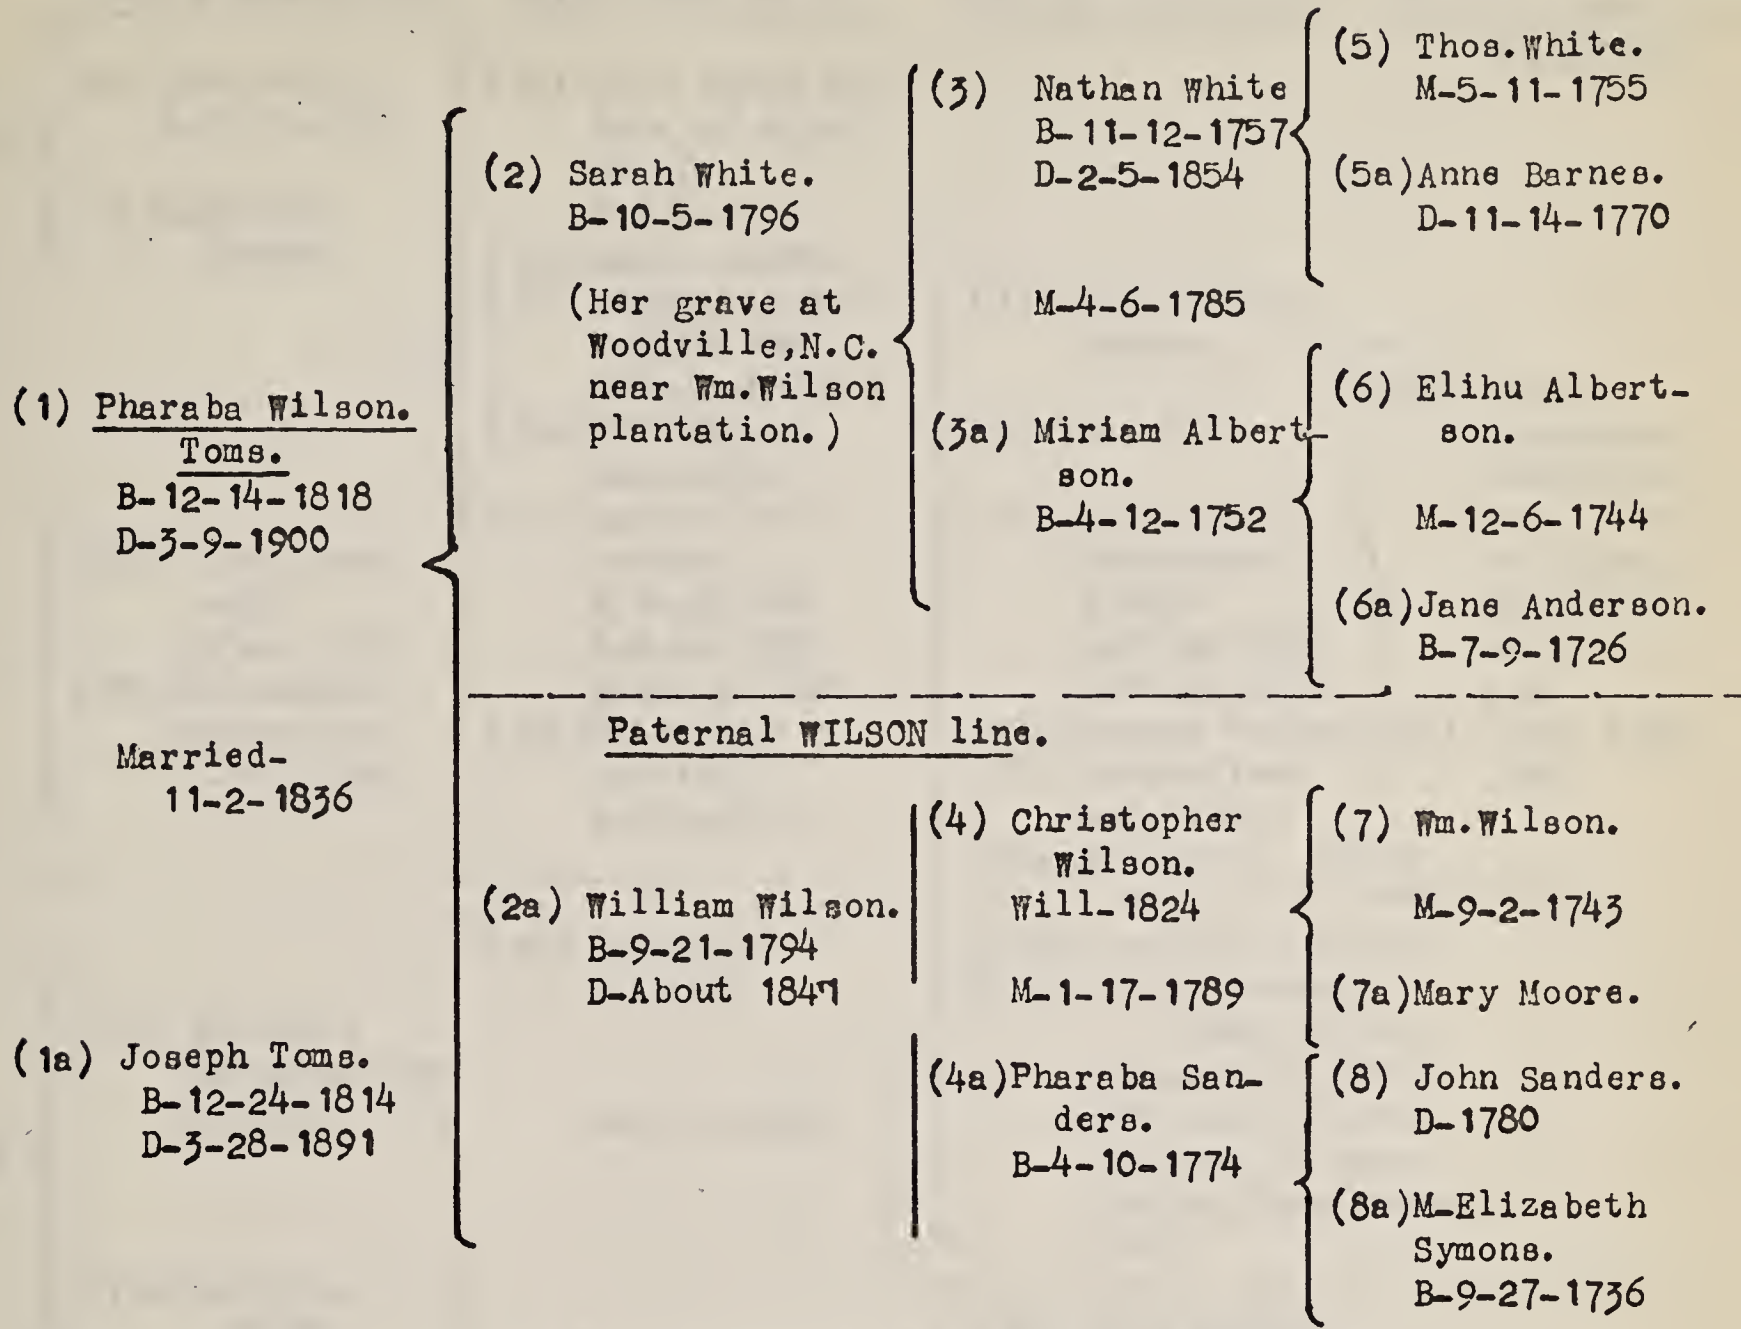 (1) Pharaba Wilson.
Toms.
B-12-14-1818
D-3-9-1900
Married-
11-2-1836
(1a) Joseph Toms.
B-12-24-1814
D-3-28-1891
(2) Sarah White.
B-10-5-1796
(Her grave at
Woodville,N.C.
near Wm.Wilson
plantation.)
(3) Nathan White
B-11-12-1757
D-2-5-1854
M-4-6-1785
(3a) Miriam Albert-
son.
B-4-12-1752
(5) Thos.White.
M-5-11-1755
(5a)Anne Barnes.
D-11-14-1770
(6) Elihu Albert-
son.
M-12-6-1744
(6a)Jane Anderson.
B-7-9-1726
Paternal WILSON line.
(2a) William Wilson.
B-9-21-1794
D-About 1847
(4) Christopher
Wilson.
Will-1824
M-1-17-1789
(4a)Pharaba San-
ders.
B-4-10-1774
(7) Wm.Wilson.
M-9-2-1743
(7a)Mary Moore.
(8) John Sanders.
D-1780
(8a)M-Elizabeth
Symons.
B-9-27-1736